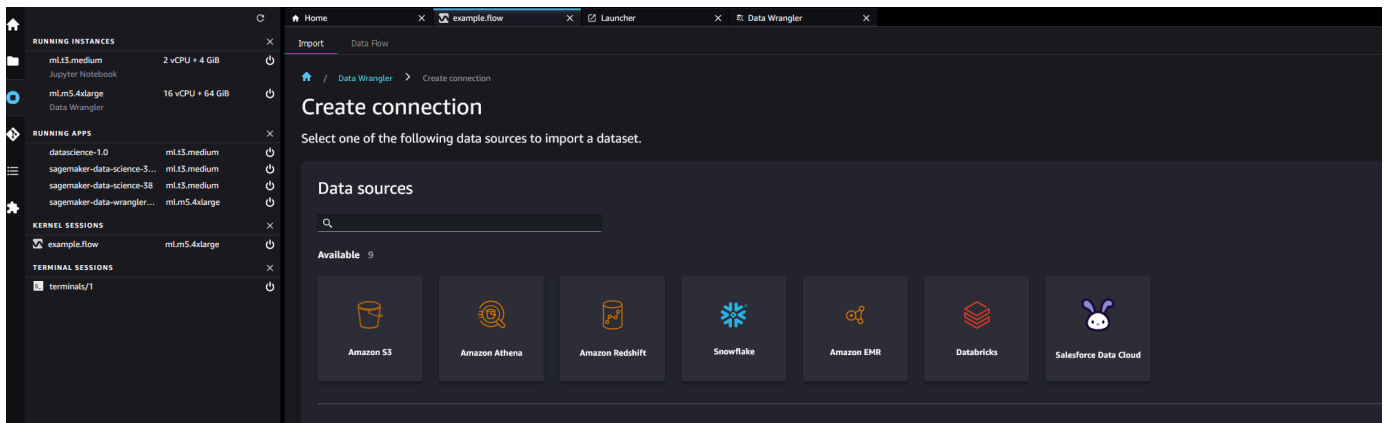 Home
example.flow
Launcher
Data Wrangler
RUNNING INSTANCES
ml.t3.medium 2 vCPU + 4 GiB
Jupyter Notebook
ml.m5.4xlarge 16 vCPU + 64 GiB
Data Wrangler
RUNNING APPS
datascience-1.0 ml.t3.medium
sagemaker-data-science-3... ml.t3.medium
sagemaker-data-science-38 ml.t3.medium
sagemaker-data-wrangler... ml.m5.4xlarge
KERNEL SESSIONS
example.flow ml.m5.4xlarge
TERMINAL SESSIONS
terminals/1
Import Data Flow
/ Data Wrangler > Create connection
Create connection
Select one of the following data sources to import a dataset.
Data sources
Available 9
Amazon S3
Amazon Athena
Amazon Redshift
Snowflake
Amazon EMR
Databricks
Salesforce Data Cloud